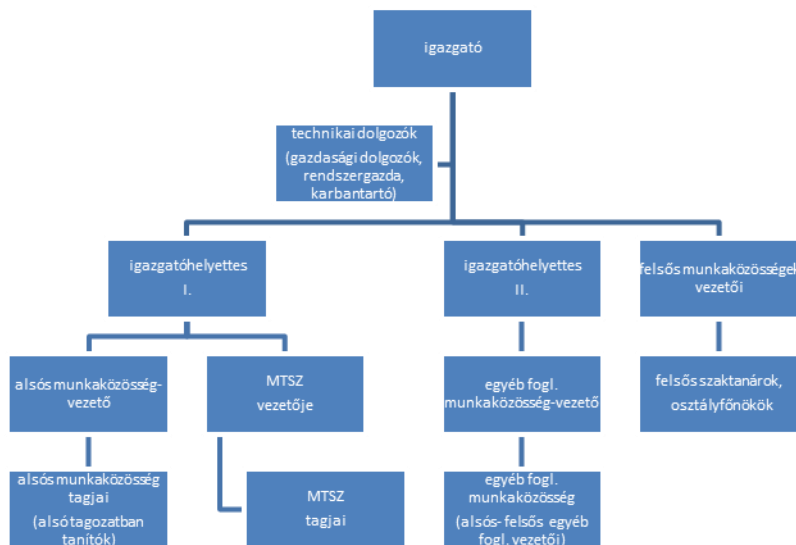 igazgató
technikai dolgozók
(gazdasági dolgozók,
rendszergazda,
karbantartó)
igazgatóhelyettes
I.
igazgatóhelyettes
II.
felsős munkaközösségek
vezetői
alsós munkaközösség-
vezető
MTSZ
vezetője
egyéb fogl.
munkaközösség-vezető
felsős szaktanárok,
osztályfőnökök
alsós munkaközösség
tagjai
(alsó tagozatban
tanítók)
MTSZ
tagjai
egyéb fogl.
munkaközösség
(alsós- felsős egyéb
fogl. vezetői)